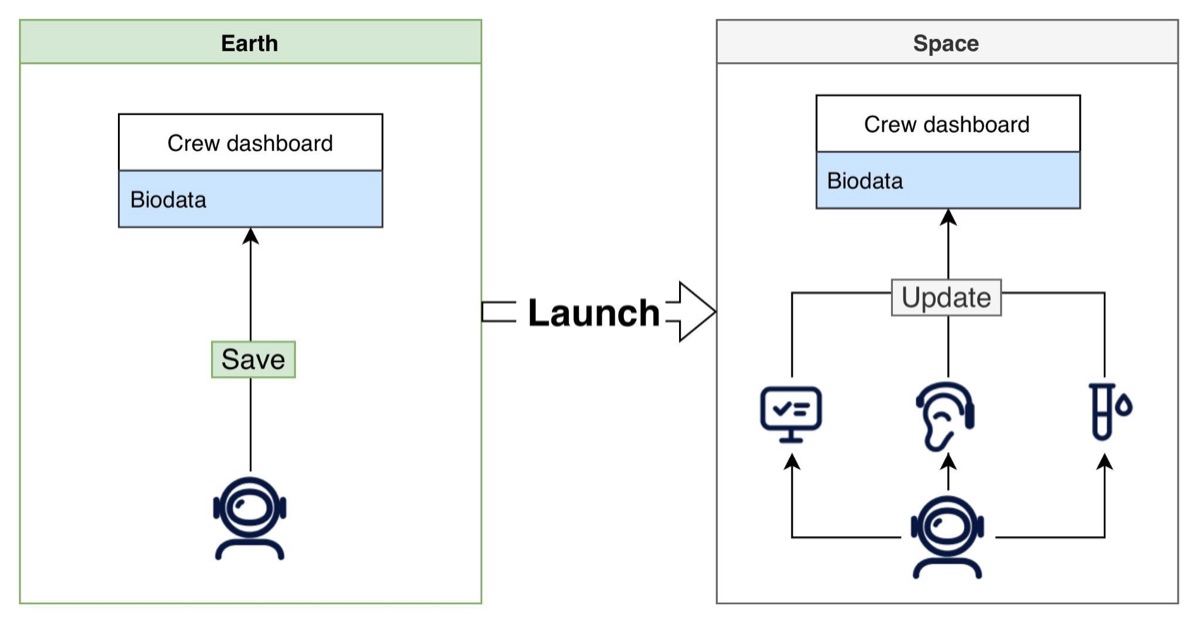 Earth
Crew dashboard
Biodata
Save
Launch
Space
Crew dashboard
Biodata
Update